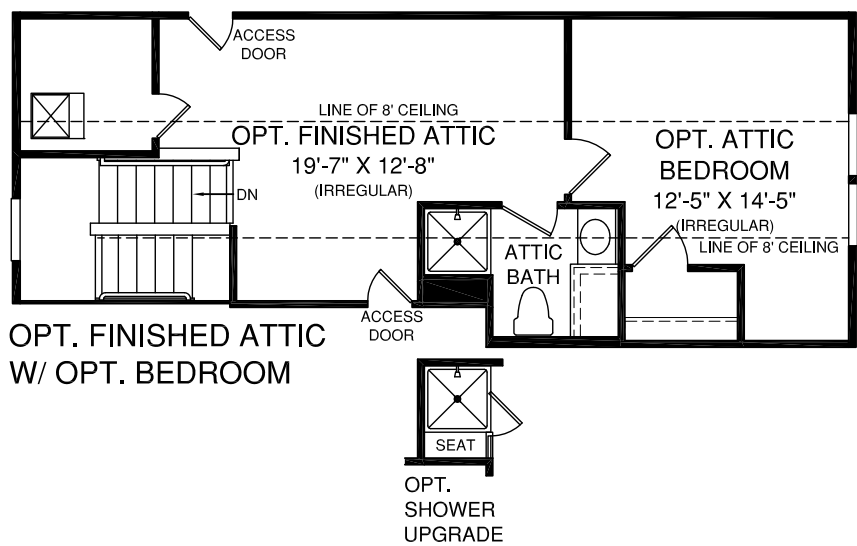 ACCESS
DOOR
LINE OF 8' CEILING
OPT. FINISHED ATTIC
19'-7" X 12'-8"
(IRREGULAR)
DN
OPT. ATTIC
BEDROOM
12'-5" X 14'-5"
(IRREGULAR)
LINE OF 8' CEILING
ATTIC
BATH
ACCESS
DOOR
OPT. FINISHED ATTIC
W/ OPT. BEDROOM
SEAT
OPT.
SHOWER
UPGRADE